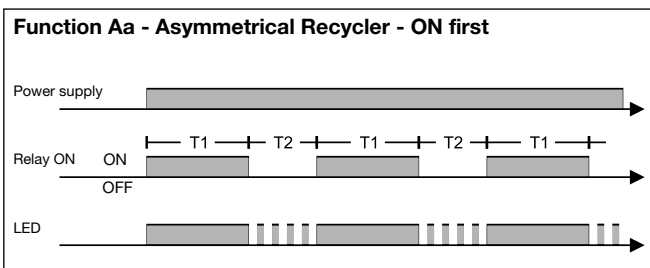 Function Aa - Asymmetrical Recycler - ON first
Power supply
T1 T2 T1 T2 T1
Relay ON ON
OFF
LED